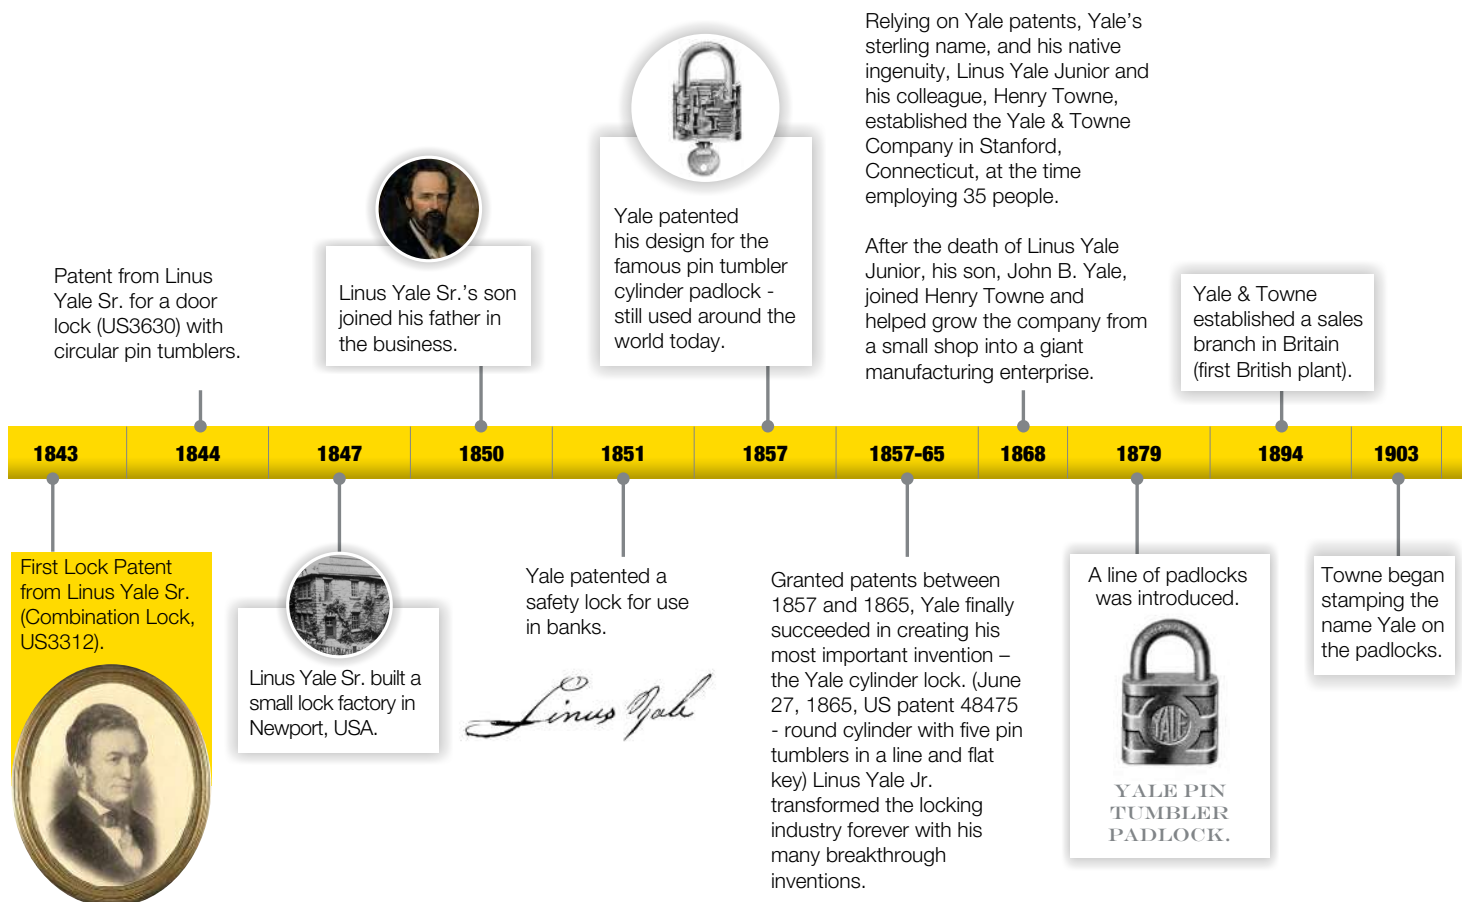 Relying on Yale patents, Yale's
sterling name, and his native
ingenuity, Linus Yale Junior and
his colleague, Henry Towne,
established the Yale & Towne
Company in Stanford,
Connecticut, at the time
employing 35 people.
After the death of Linus Yale
Junior, his son, John B. Yale,
joined Henry Towne and
helped grow the company from
a small shop into a giant
manufacturing enterprise.
Yale patented
his design for the
famous pin tumbler
cylinder padlock -
still used around the
world today.
Patent from Linus
Yale Sr. for a door
lock (US3630) with
circular pin tumblers.
Linus Yale Sr.'s son
joined his father in
the business.
Yale & Towne
established a sales
branch in Britain
(first British plant).
1843
1844
1847
1850
1851
1857
1857-65
1868
1879
1894
1903
First Lock Patent
from Linus Yale Sr.
(Combination Lock,
US3312).
Linus Yale Sr. built a
small lock factory in
Newport, USA.
Yale patented a
safety lock for use
in banks.
Linus Yale
Granted patents between
1857 and 1865, Yale finally
succeeded in creating his
most important invention –
the Yale cylinder lock. (June
27, 1865, US patent 48475
- round cylinder with five pin
tumblers in a line and flat
key) Linus Yale Jr.
transformed the locking
industry forever with his
many breakthrough
inventions.
A line of padlocks
was introduced.
YALE
YALE PIN
TUMBLER
PADLOCK.
Towne began
stamping the
name Yale on
the padlocks.